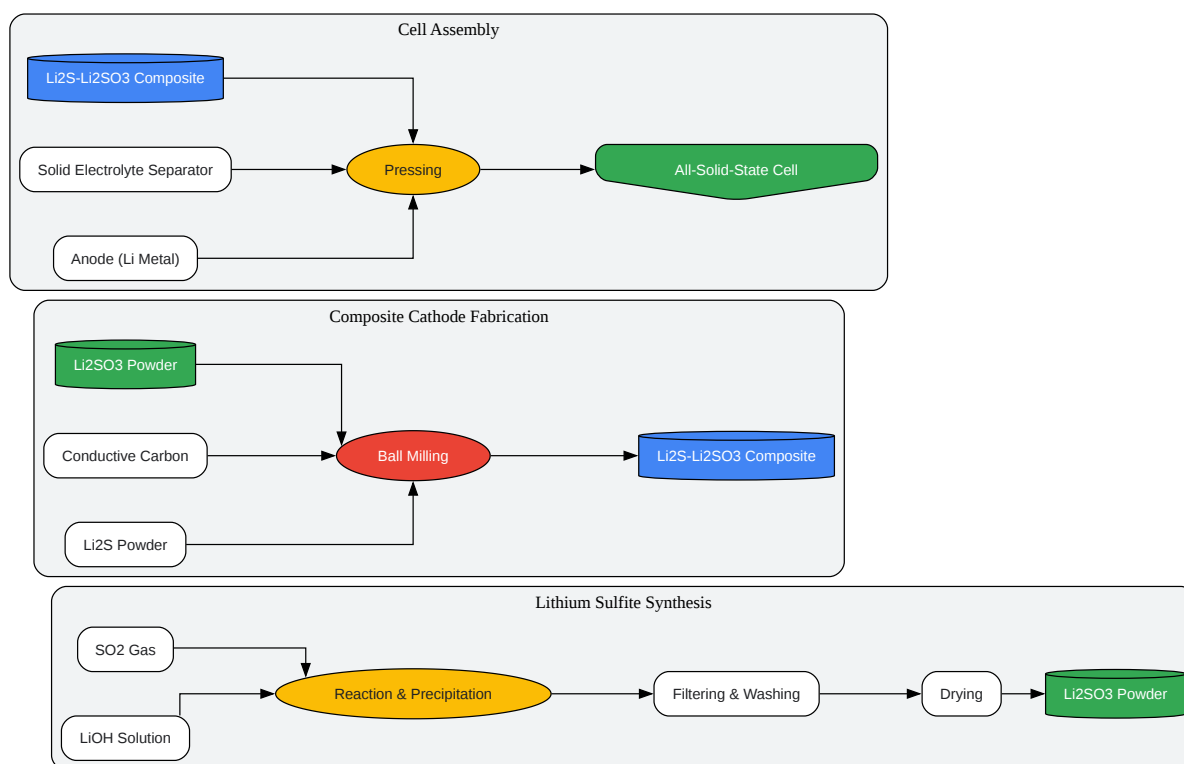 Cell Assembly
Li2S-Li2SO3 Composite
Solid Electrolyte Separator
Pressing
All-Solid-State Cell
Anode (Li Metal)
Composite Cathode Fabrication
Li2SO3 Powder
Conductive Carbon
Ball Milling
Li2S-Li2SO3 Composite
Li2S Powder
Lithium Sulfite Synthesis
SO2 Gas
Reaction & Precipitation
Filtering & Washing
Drying
Li2SO3 Powder
LiOH Solution